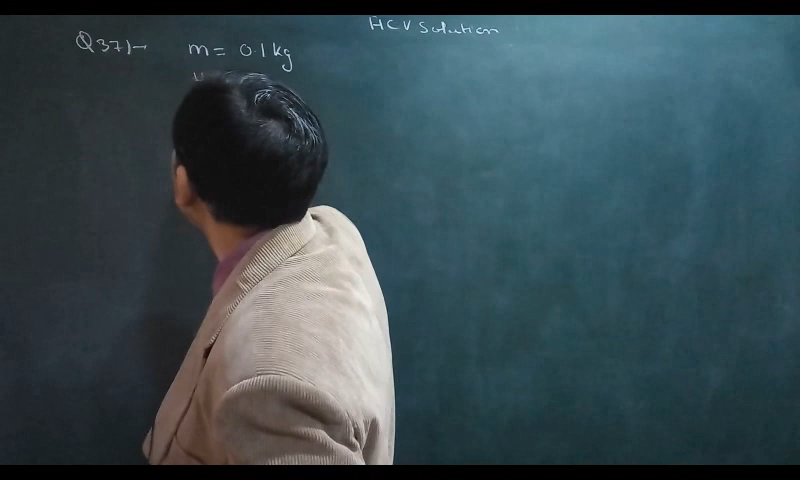 HCV Solution
Q37)- m = 0.1 kg